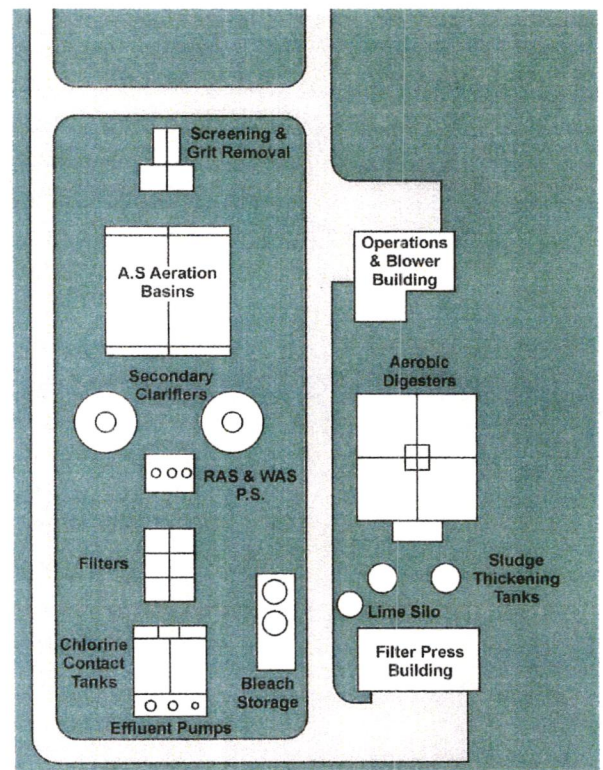 Screening &
Grit Removal
A.S Aeration
Basins
Operations
& Blower
Building
Secondary
Clarifiers
Aerobic
Digesters
RAS & WAS
P.S.
Filters
Sludge
Thickening
Tanks
Lime Silo
Chlorine
Contact
Tanks
Bleach
Storage
Filter Press
Building
Effluent Pumps